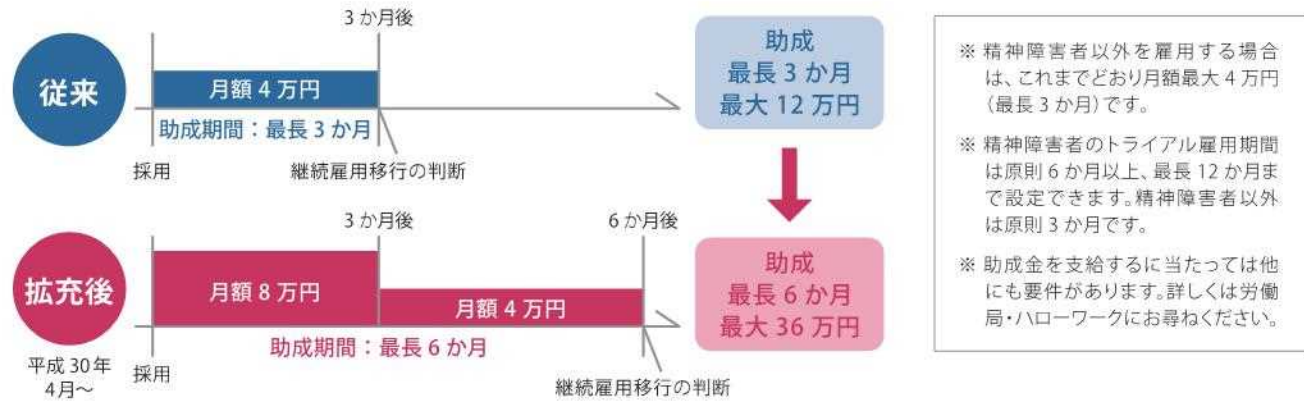 3 か月後
従来
月額 4 万円
助成期間：最長 3 か月
採用
継続雇用移行の判断
助成
最長 3 か月
最大 12 万円
3 か月後
6 か月後
拡充後
月額 8 万円
月額 4 万円
助成期間：最長 6 か月
平成 30 年
4月～
採用
継続雇用移行の判断
助成
最長 6 か月
最大 36 万円
※ 精神障害者以外を雇用する場合
は、これまでどおり月額最大 4 万円
（最長 3 か月）です。
※ 精神障害者のトライアル雇用期間
は原則 6 か月以上、最長 12 か月ま
で設定できます。精神障害者以外
は原則 3 か月です。
※ 助成金を支給するに当たっては他
にも要件があります。詳しくは労働
局・ハローワークにお尋ねください。